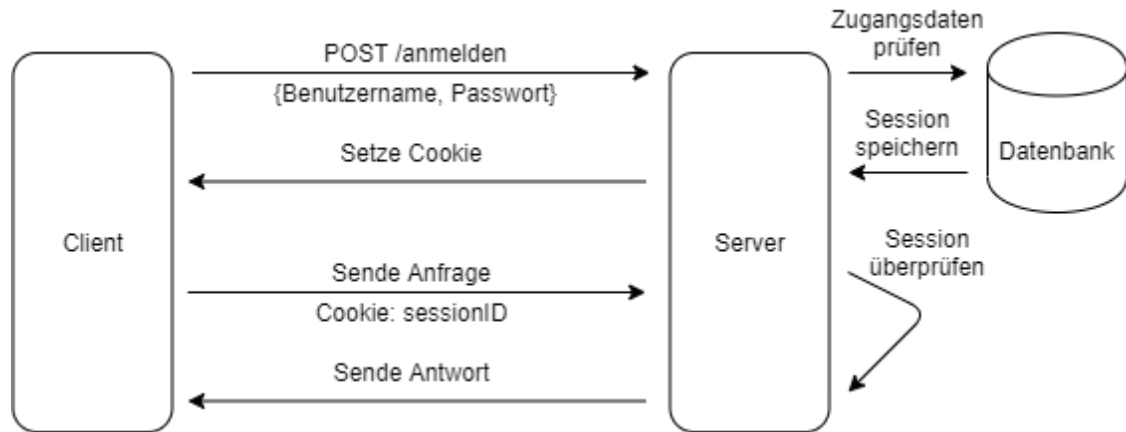 Zugangsdaten
prüfen
POST /anmelden
{Benutzername, Passwort}
Session
speichern
Setze Cookie
Datenbank
Client
Server
Session
überprüfen
Sende Anfrage
Cookie: sessionID
Sende Antwort